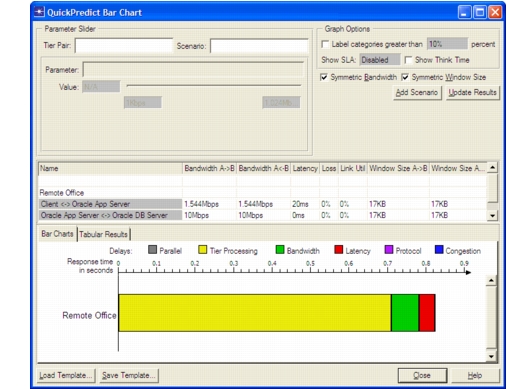 QuickPredict Bar Chart
Parameter Slider
Tier Pair:
Scenario:
Parameter:
Value: N/A
Graph Options
Label categories greater than 10% percent
Show SLA: Disabled Show Think Time
Symmetric Bandwidth Symmetric Window Size
Add Scenario Update Results
Name Bandwidth A->B Bandwidth A<-B Latency Loss Link Util Window Size A->B Window Size A...
Remote Office
Client <-> Oracle App Server 1.544Mbps 1.544Mbps 20ms 0% 0% 17KB 17KB
Oracle App Server <-> Oracle DB Server 10Mbps 10Mbps 0ms 0% 0% 17KB 17KB
Bar Charts Tabular Results
Delays: Parallel Tier Processing Bandwidth Latency Protocol Congestion
Response time in seconds
0 0.1 0.2 0.3 0.4 0.5 0.6 0.7 0.8 0.9
Remote Office
Load Template... Save Template... Close Help